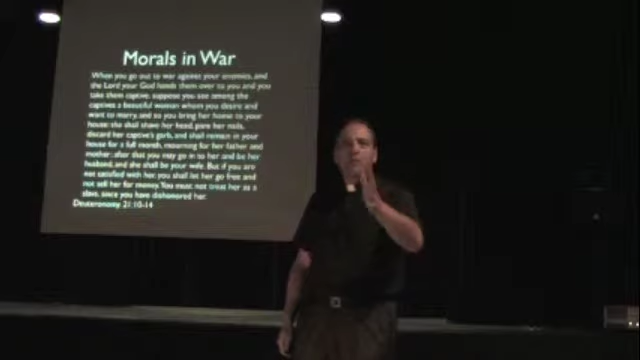 Morals in War
When you go out to war against your enemies, and
the Lord your God hands them over to you and you
take them captive, suppose you see among the
captives a beautiful woman whom you desire and
want to marry, and so you bring her home to your
house: she shall shave her head, pare her nails,
discard her captive's garb, and shall remain in your
house for a full month, mourning for her father and
mother; after that you may go in to her and be her
husband, and she shall be your wife. But if you are
not satisfied with her, you shall let her go free and
not sell her for money. You must not treat her as a
slave, since you have dishonored her.
Deuteronomy 21:10-14